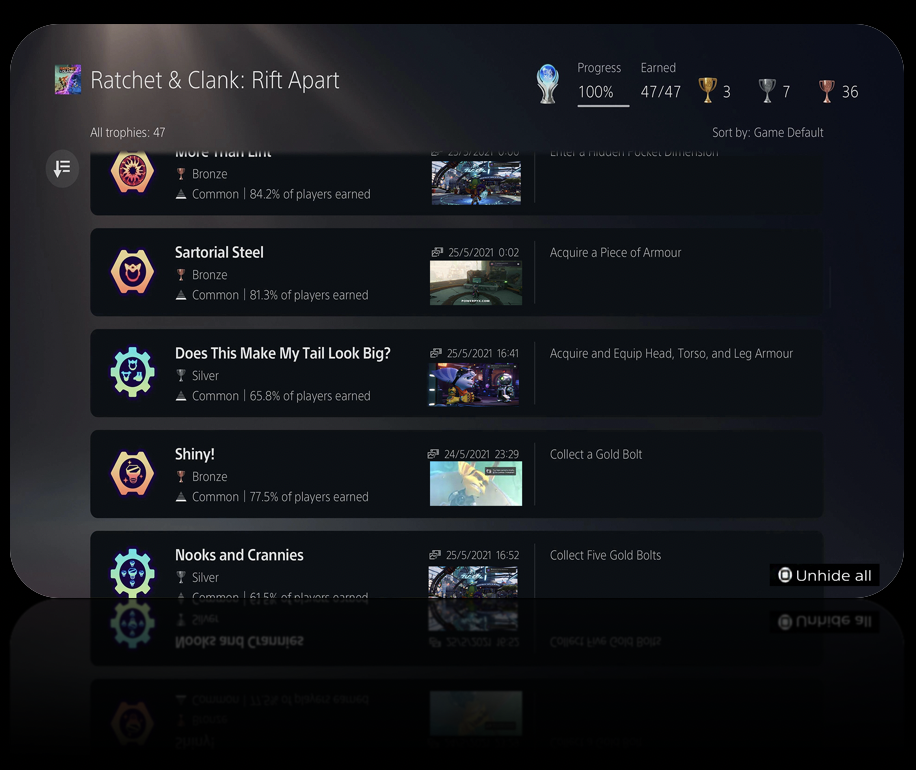 Ratchet & Clank: Rift Apart
Progress
100%
Earned
47/47
3
7
36
All trophies: 47
Sort by: Game Default
More Than Lint
Bronze
Common | 84.2% of players earned
25/5/2021 0:00
Enter a Hidden Pocket Dimension
Sartorial Steel
Bronze
Common | 81.3% of players earned
25/5/2021 0:02
POWERPYX.COM
Acquire a Piece of Armour
Does This Make My Tail Look Big?
Silver
Common | 65.8% of players earned
25/5/2021 16:41
Acquire and Equip Head, Torso, and Leg Armour
Shiny!
Bronze
Common | 77.5% of players earned
24/5/2021 23:29
Collect a Gold Bolt
Nooks and Crannies
Silver
Common | 61.5% of players earned
25/5/2021 16:52
Collect Five Gold Bolts
Unhide all